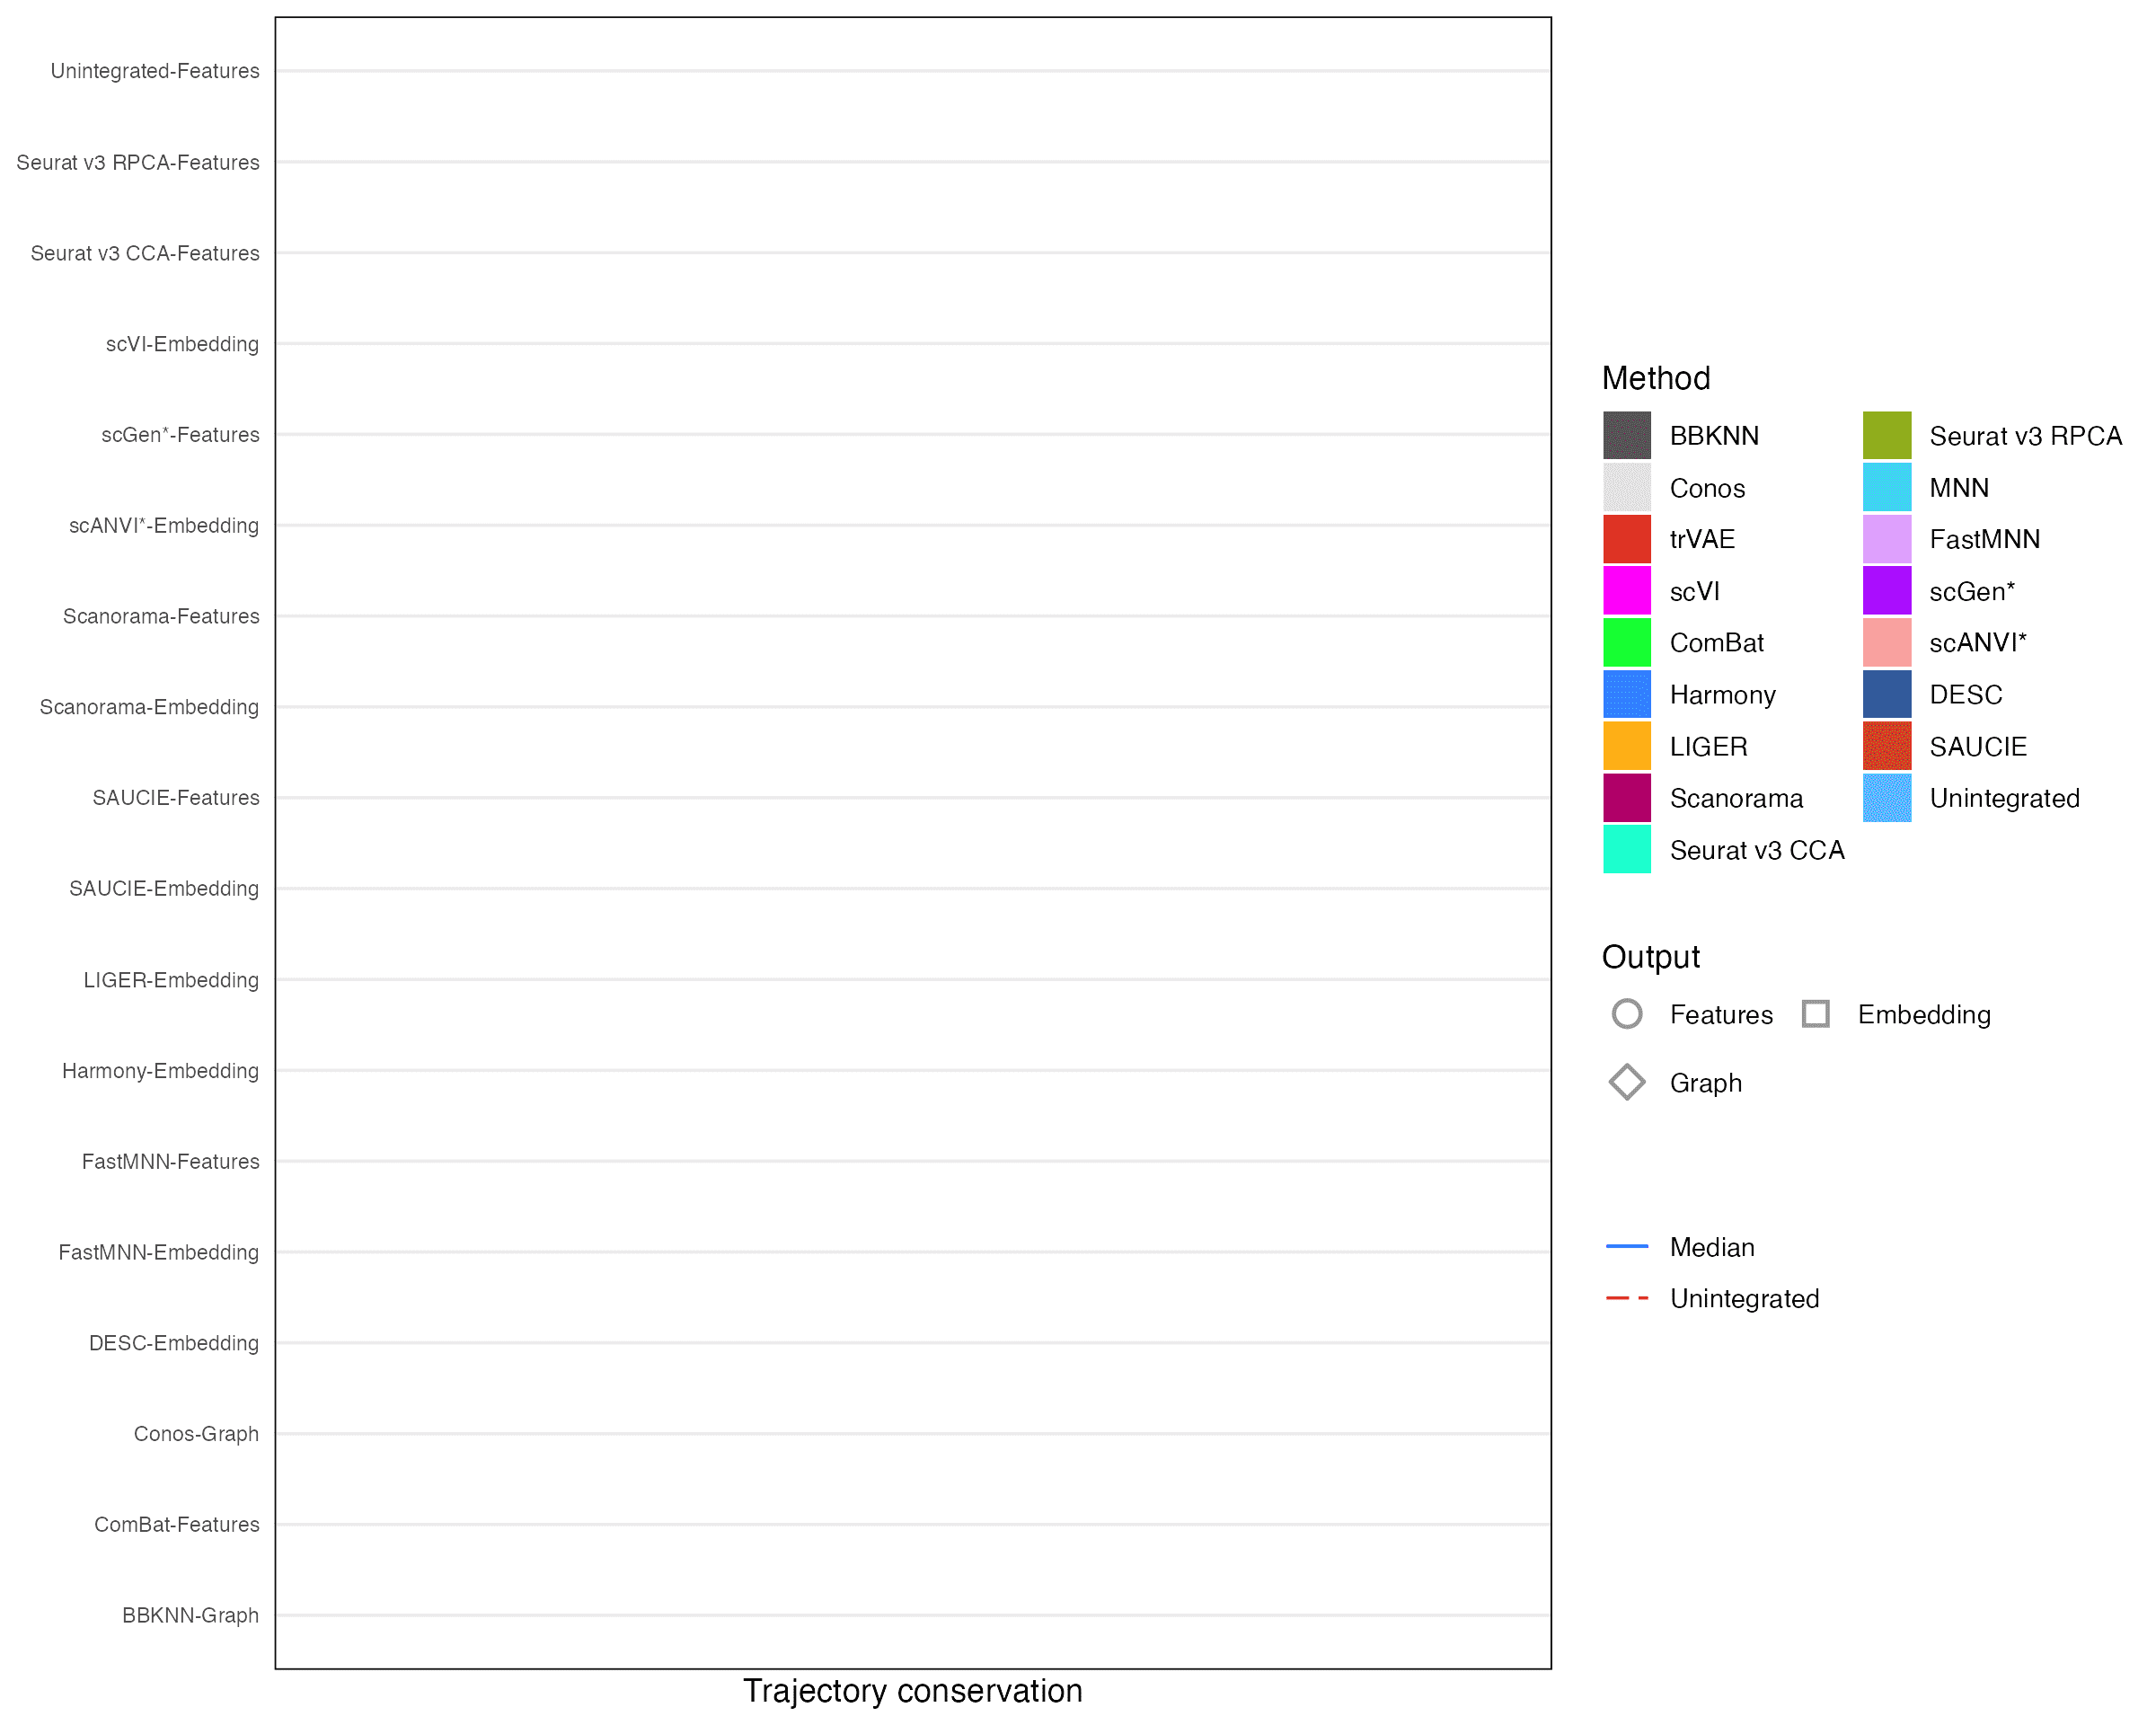 Unintegrated-Features
Seurat v3 RPCA-Features
Seurat v3 CCA-Features
scVI-Embedding
scGen*-Features
scANVI*-Embedding
Scanorama-Features
Scanorama-Embedding
SAUCIE-Features
SAUCIE-Embedding
LIGER-Embedding
Harmony-Embedding
FastMNN-Features
FastMNN-Embedding
DESC-Embedding
Conos-Graph
ComBat-Features
BBKNN-Graph
Trajectory conservation
Method
BBKNN
Conos
trVAE
scVI
ComBat
Harmony
LIGER
Scanorama
Seurat v3 CCA
Seurat v3 RPCA
MNN
FastMNN
scGen*
scANVI*
DESC
SAUCIE
Unintegrated
Output
Features
Embedding
Graph
Median
Unintegrated